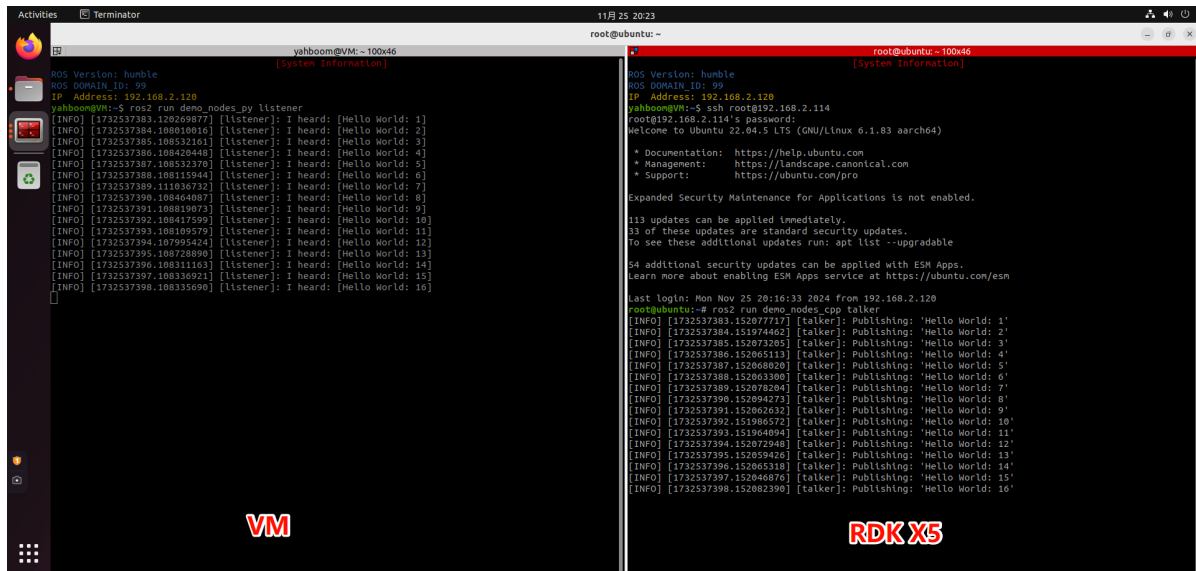 Activities
Terminator
11月 25 20:23
root@ubuntu: ~
yahboom@VM: ~ 100x46
[System Information]
ROS Version: humble
ROS DOMAIN_ID: 99
IP  Address: 192.168.2.120
yahboom@VM:~$ ros2 run demo_nodes_py listener
[INFO] [1732537383.120269877] [listener]: I heard: [Hello World: 1]
[INFO] [1732537384.108010016] [listener]: I heard: [Hello World: 2]
[INFO] [1732537385.108532161] [listener]: I heard: [Hello World: 3]
[INFO] [1732537386.108420448] [listener]: I heard: [Hello World: 4]
[INFO] [1732537387.108532370] [listener]: I heard: [Hello World: 5]
[INFO] [1732537388.108115944] [listener]: I heard: [Hello World: 6]
[INFO] [1732537389.111036732] [listener]: I heard: [Hello World: 7]
[INFO] [1732537390.108464087] [listener]: I heard: [Hello World: 8]
[INFO] [1732537391.108819073] [listener]: I heard: [Hello World: 9]
[INFO] [1732537392.108417599] [listener]: I heard: [Hello World: 10]
[INFO] [1732537393.108109579] [listener]: I heard: [Hello World: 11]
[INFO] [1732537394.107995424] [listener]: I heard: [Hello World: 12]
[INFO] [1732537395.108728890] [listener]: I heard: [Hello World: 13]
[INFO] [1732537396.108311163] [listener]: I heard: [Hello World: 14]
[INFO] [1732537397.108336921] [listener]: I heard: [Hello World: 15]
[INFO] [1732537398.108335690] [listener]: I heard: [Hello World: 16]
VM
root@ubuntu: ~ 100x46
[System Information]
ROS Version: humble
ROS DOMAIN_ID: 99
IP  Address: 192.168.2.120
yahboom@VM:~$ ssh root@192.168.2.114
root@192.168.2.114's password:
Welcome to Ubuntu 22.04.5 LTS (GNU/Linux 6.1.83 aarch64)
* Documentation:  https://help.ubuntu.com
* Management:     https://landscape.canonical.com
* Support:        https://ubuntu.com/pro
Expanded Security Maintenance for Applications is not enabled.
113 updates can be applied immediately.
33 of these updates are standard security updates.
To see these additional updates run: apt list --upgradable
54 additional security updates can be applied with ESM Apps.
Learn more about enabling ESM Apps service at https://ubuntu.com/esm
Last login: Mon Nov 25 20:16:33 2024 from 192.168.2.120
root@ubuntu:~# ros2 run demo_nodes_cpp talker
[INFO] [1732537383.152077717] [talker]: Publishing: 'Hello World: 1'
[INFO] [1732537384.151974462] [talker]: Publishing: 'Hello World: 2'
[INFO] [1732537385.152073205] [talker]: Publishing: 'Hello World: 3'
[INFO] [1732537386.152065113] [talker]: Publishing: 'Hello World: 4'
[INFO] [1732537387.152068020] [talker]: Publishing: 'Hello World: 5'
[INFO] [1732537388.152063300] [talker]: Publishing: 'Hello World: 6'
[INFO] [1732537389.152078204] [talker]: Publishing: 'Hello World: 7'
[INFO] [1732537390.152094273] [talker]: Publishing: 'Hello World: 8'
[INFO] [1732537391.152062632] [talker]: Publishing: 'Hello World: 9'
[INFO] [1732537392.151986572] [talker]: Publishing: 'Hello World: 10'
[INFO] [1732537393.151964094] [talker]: Publishing: 'Hello World: 11'
[INFO] [1732537394.152072948] [talker]: Publishing: 'Hello World: 12'
[INFO] [1732537395.152059426] [talker]: Publishing: 'Hello World: 13'
[INFO] [1732537396.152065318] [talker]: Publishing: 'Hello World: 14'
[INFO] [1732537397.152046876] [talker]: Publishing: 'Hello World: 15'
[INFO] [1732537398.152082390] [talker]: Publishing: 'Hello World: 16'
RDK X5